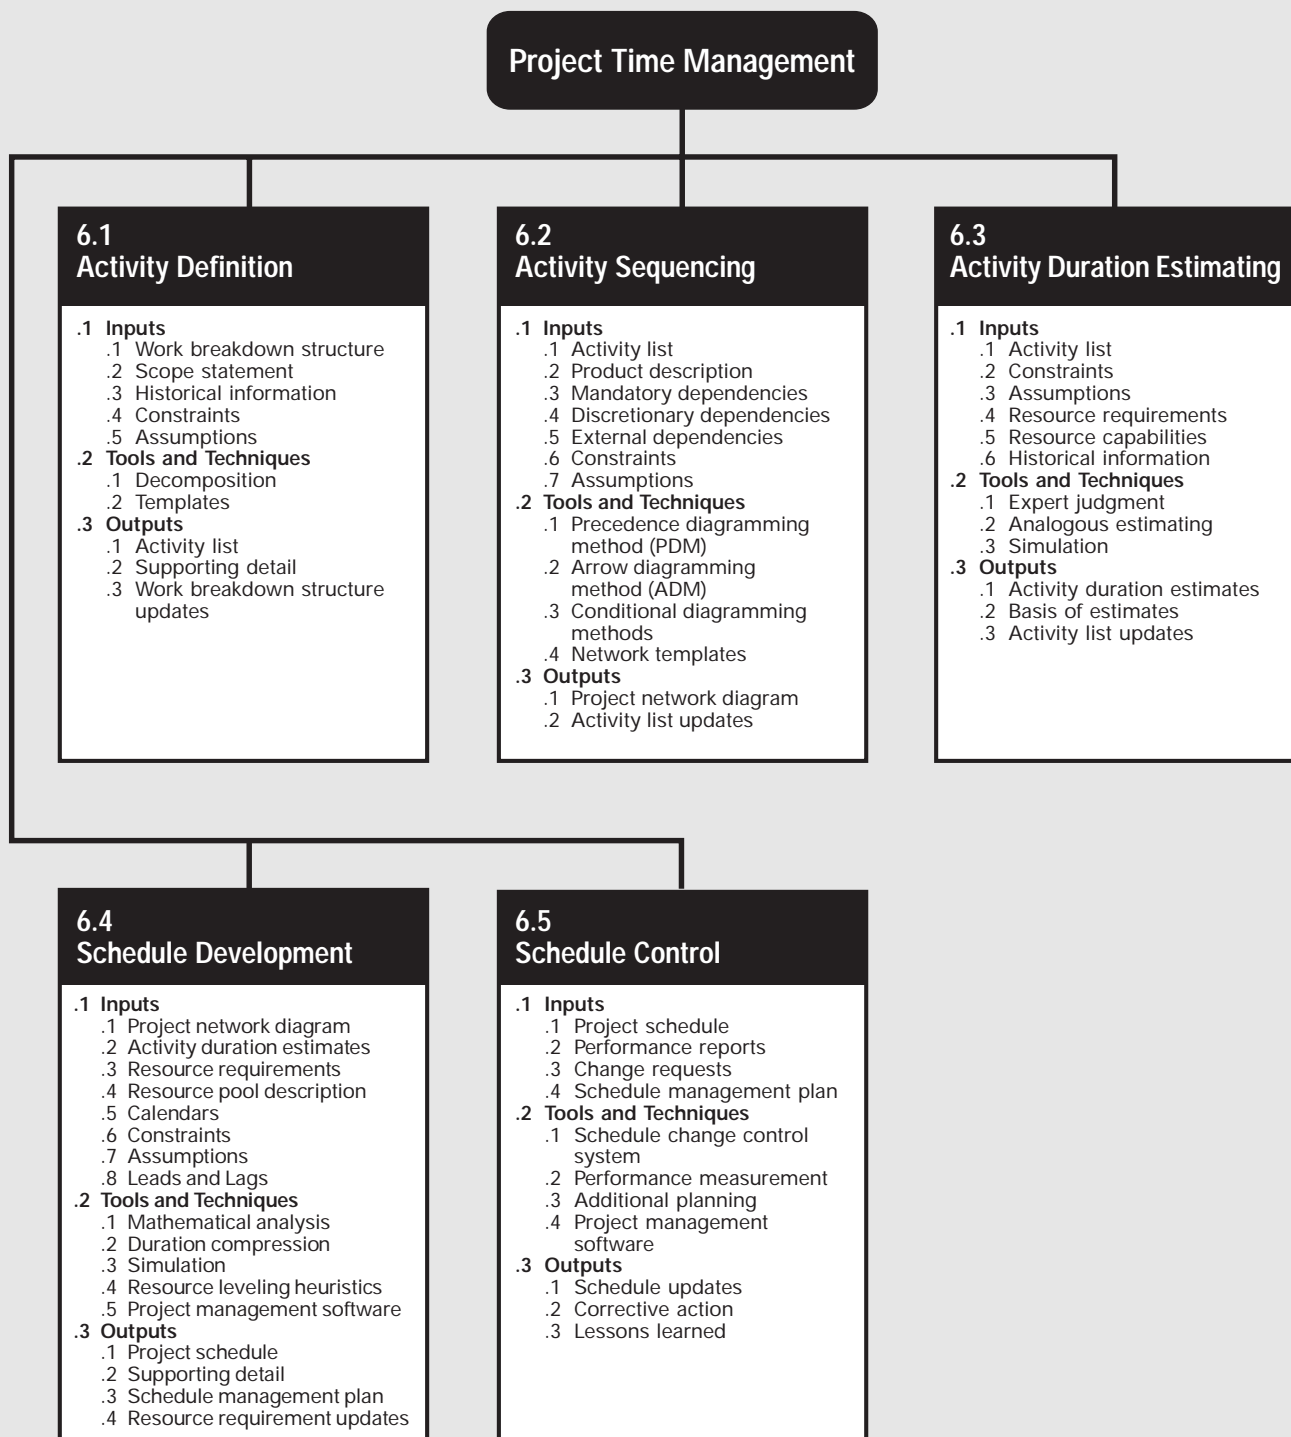 Project Time Management
6.1
Activity Definition
.1 Inputs
.1 Work breakdown structure
.2 Scope statement
.3 Historical information
.4 Constraints
.5 Assumptions
.2 Tools and Techniques
.1 Decomposition
.2 Templates
.3 Outputs
.1 Activity list
.2 Supporting detail
.3 Work breakdown structure
updates
6.2
Activity Sequencing
.1 Inputs
.1 Activity list
.2 Product description
.3 Mandatory dependencies
.4 Discretionary dependencies
.5 External dependencies
.6 Constraints
.7 Assumptions
.2 Tools and Techniques
.1 Precedence diagramming
method (PDM)
.2 Arrow diagramming
method (ADM)
.3 Conditional diagramming
methods
.4 Network templates
.3 Outputs
.1 Project network diagram
.2 Activity list updates
6.3
Activity Duration Estimating
.1 Inputs
.1 Activity list
.2 Constraints
.3 Assumptions
.4 Resource requirements
.5 Resource capabilities
.6 Historical information
.2 Tools and Techniques
.1 Expert judgment
.2 Analogous estimating
.3 Simulation
.3 Outputs
.1 Activity duration estimates
.2 Basis of estimates
.3 Activity list updates
6.4
Schedule Development
.1 Inputs
.1 Project network diagram
.2 Activity duration estimates
.3 Resource requirements
.4 Resource pool description
.5 Calendars
.6 Constraints
.7 Assumptions
.8 Leads and Lags
.2 Tools and Techniques
.1 Mathematical analysis
.2 Duration compression
.3 Simulation
.4 Resource leveling heuristics
.5 Project management software
.3 Outputs
.1 Project schedule
.2 Supporting detail
.3 Schedule management plan
.4 Resource requirement updates
6.5
Schedule Control
.1 Inputs
.1 Project schedule
.2 Performance reports
.3 Change requests
.4 Schedule management plan
.2 Tools and Techniques
.1 Schedule change control
system
.2 Performance measurement
.3 Additional planning
.4 Project management
software
.3 Outputs
.1 Schedule updates
.2 Corrective action
.3 Lessons learned